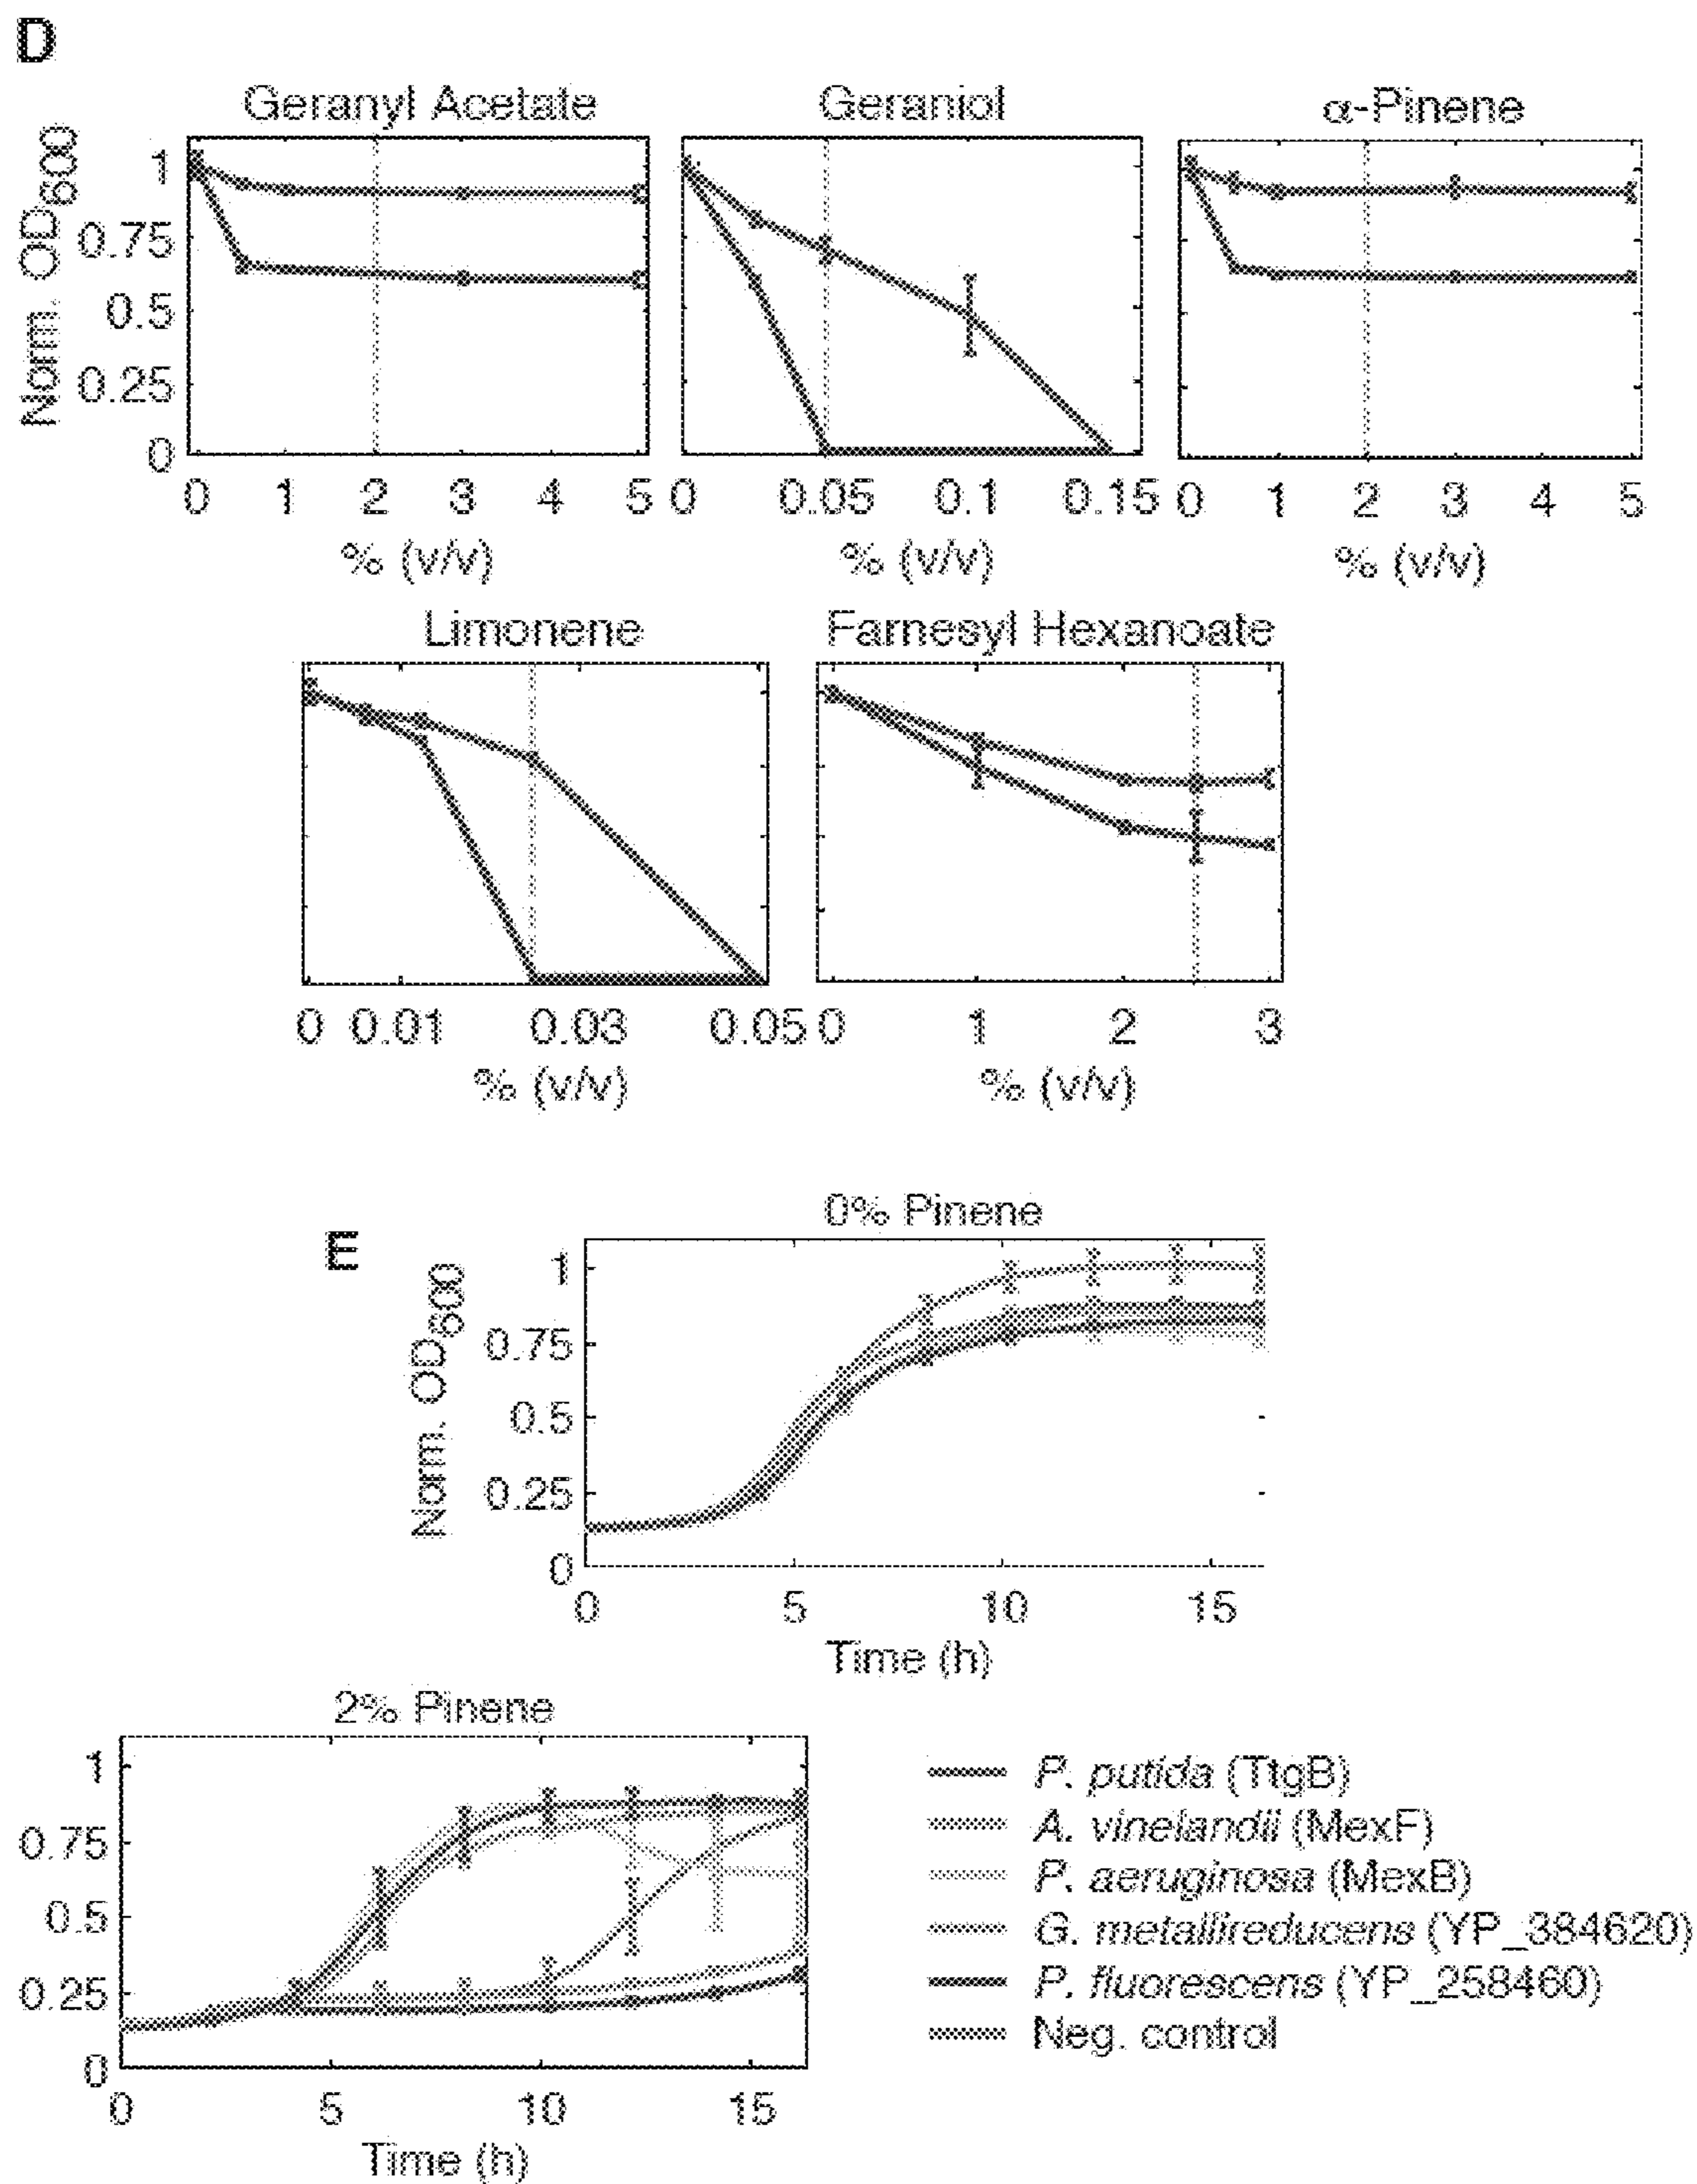 D
Geranyl Acetate Geraniol α-Pinene
Norm. OD600
1
0.75
0.5
0.25
0
0 1 2 3 4 5 0 0.05 0.1 0.15 0 1 2 3 4 5
% (v/v) % (v/v) % (v/v)
Limonene Farnesyl Hexanoate
0 0.01 0.03 0.05 0 1 2 3
% (v/v) % (v/v)
E
0% Pinene
Norm. OD600
1
0.75
0.5
0.25
0
0 5 10 15
Time (h)
2% Pinene
1
0.75
0.5
0.25
0
0 5 10 15
Time (h)
P. putida (TtgB)
A. vinelandii (MexF)
P. aeruginosa (MexB)
G. metallireducens (YP_384620)
P. fluorescens (YP_258460)
Neg. control